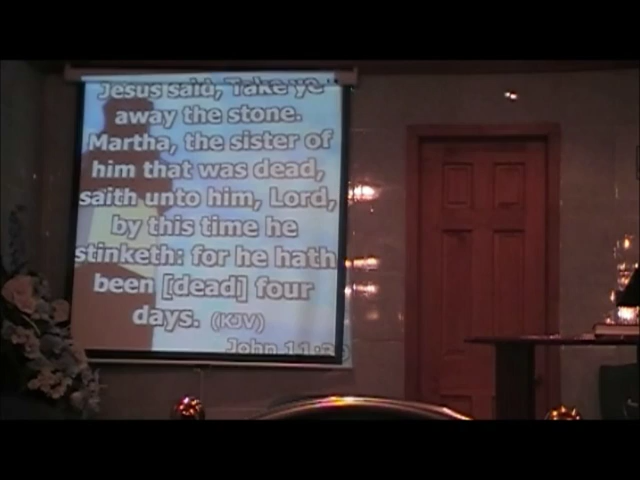 Jesus said, Take ye
away the stone.
Martha, the sister of
him that was dead,
saith unto him, Lord,
by this time he
stinketh: for he hath
been [dead] four
days. (KJV)
John 11:39